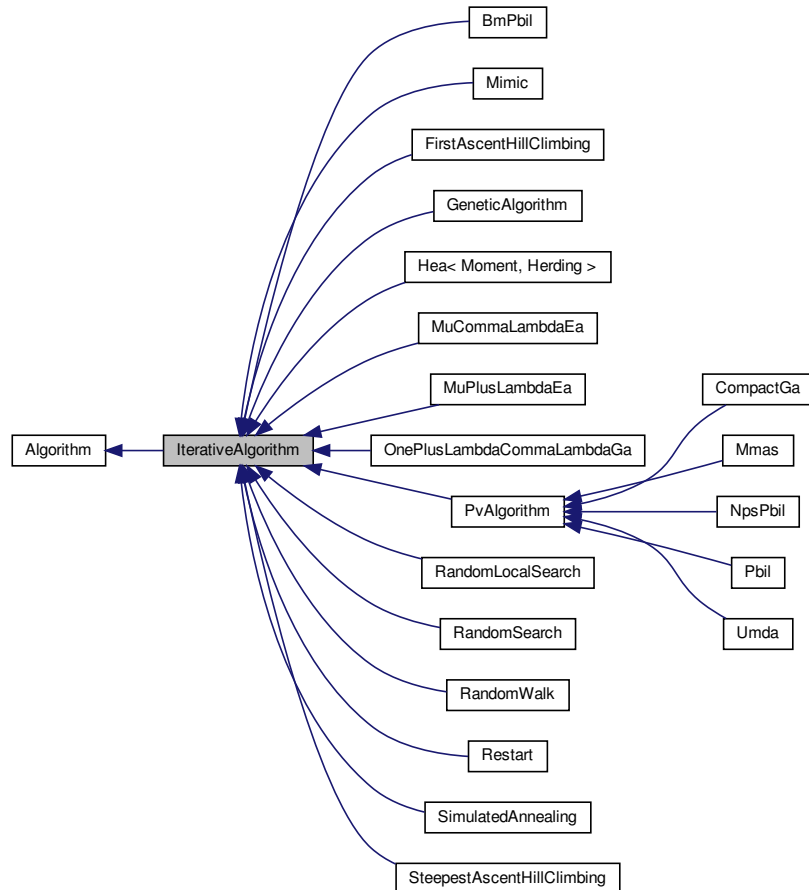 BmPbil
Mimic
FirstAscentHillClimbing
GeneticAlgorithm
Hea< Moment, Herding >
MuCommaLambdaEa
MuPlusLambdaEa
CompactGa
Algorithm
IterativeAlgorithm
OnePlusLambdaCommaLambdaGa
Mmas
PvAlgorithm
NpsPbil
RandomLocalSearch
Pbil
RandomSearch
Umda
RandomWalk
Restart
SimulatedAnnealing
SteepestAscentHillClimbing